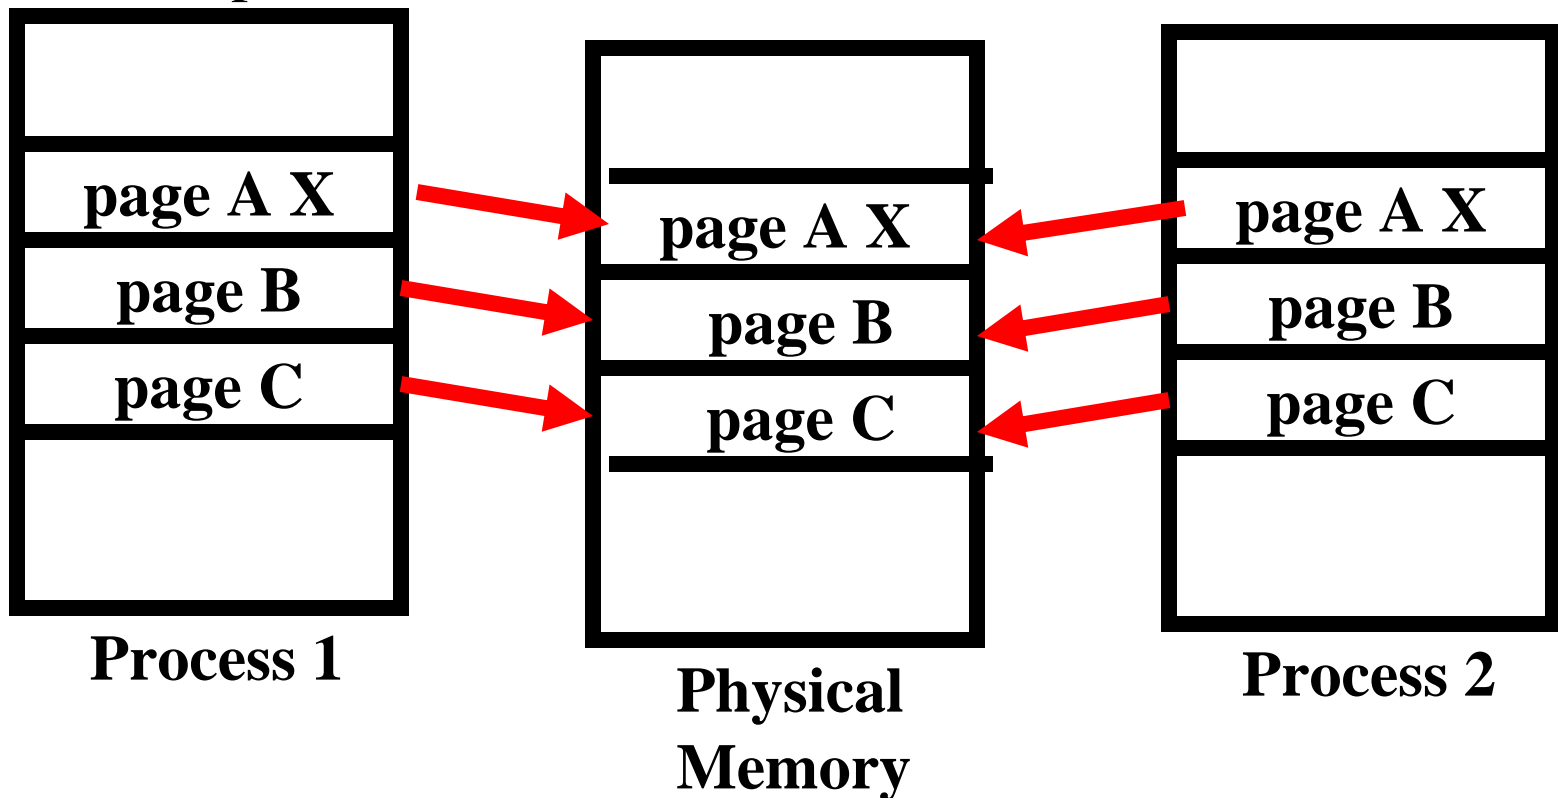 page A X
page B
page C
Process 1
page A X
page B
page C
Physical
Memory
page A X
page B
page C
Process 2